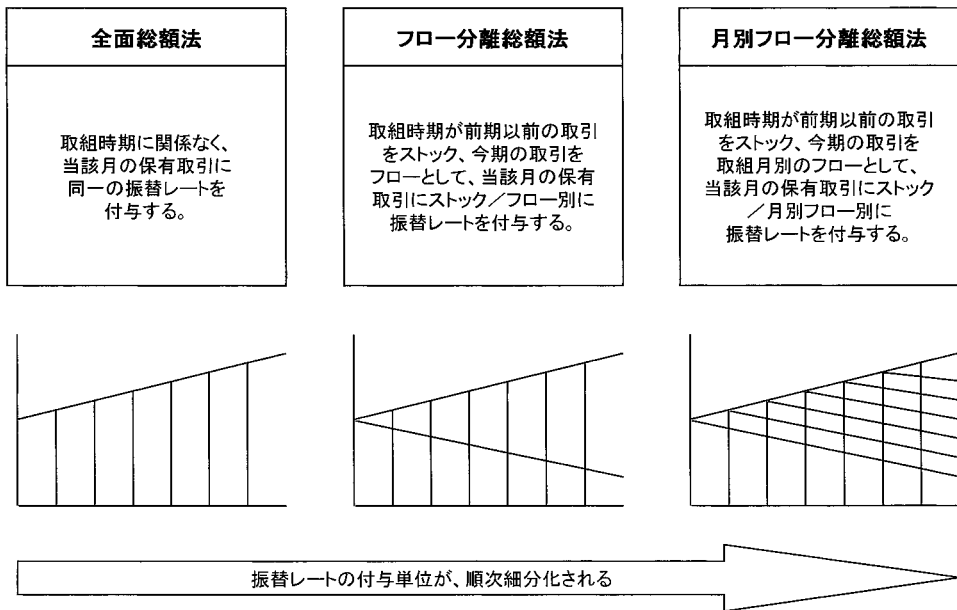 全面総額法
取組時期に関係なく、
当該月の保有取引に
同一の振替レートを
付与する。
フロー分離総額法
取組時期が前期以前の取引
をストック、今期の取引を
フローとして、当該月の保有
取引にストック／フロー別に
振替レートを付与する。
月別フロー分離総額法
取組時期が前期以前の取引
をストック、今期の取引を
取組月別のフローとして、
当該月の保有取引にストック
／月別フロー別に
振替レートを付与する。
振替レートの付与単位が、順次細分化される